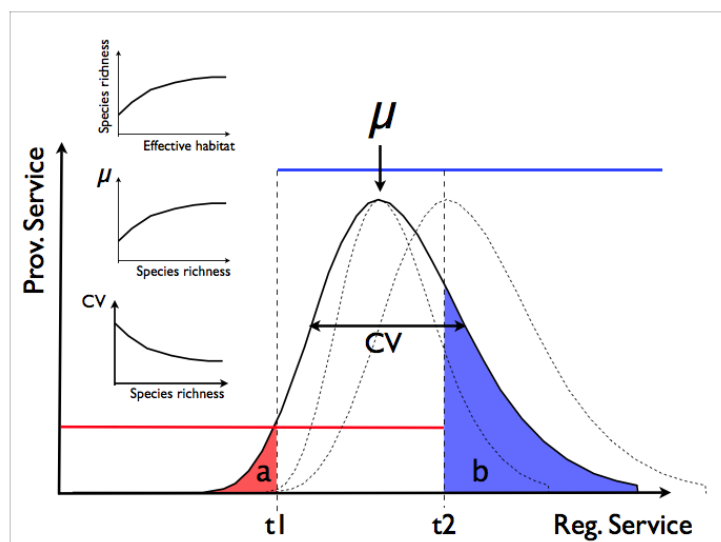 Species richness
Effective habitat
μ
Species richness
CV
Species richness
Prov. Service
μ
CV
a
b
t1
t2
Reg. Service